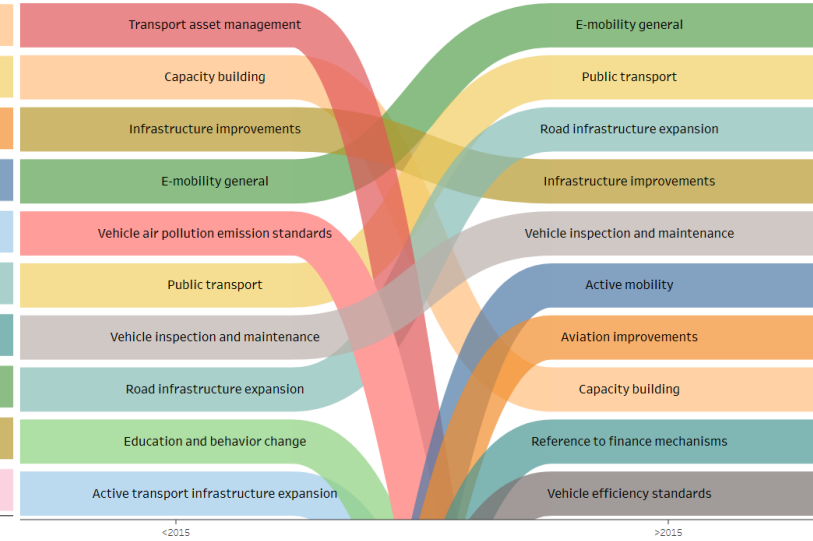 Transport asset management
Capacity building
Infrastructure improvements
E-mobility general
Vehicle air pollution emission standards
Public transport
Vehicle inspection and maintenance
Road infrastructure expansion
Education and behavior change
Active transport infrastructure expansion
<2015
E-mobility general
Public transport
Road infrastructure expansion
Infrastructure improvements
Vehicle inspection and maintenance
Active mobility
Aviation improvements
Capacity building
Reference to finance mechanisms
Vehicle efficiency standards
>2015